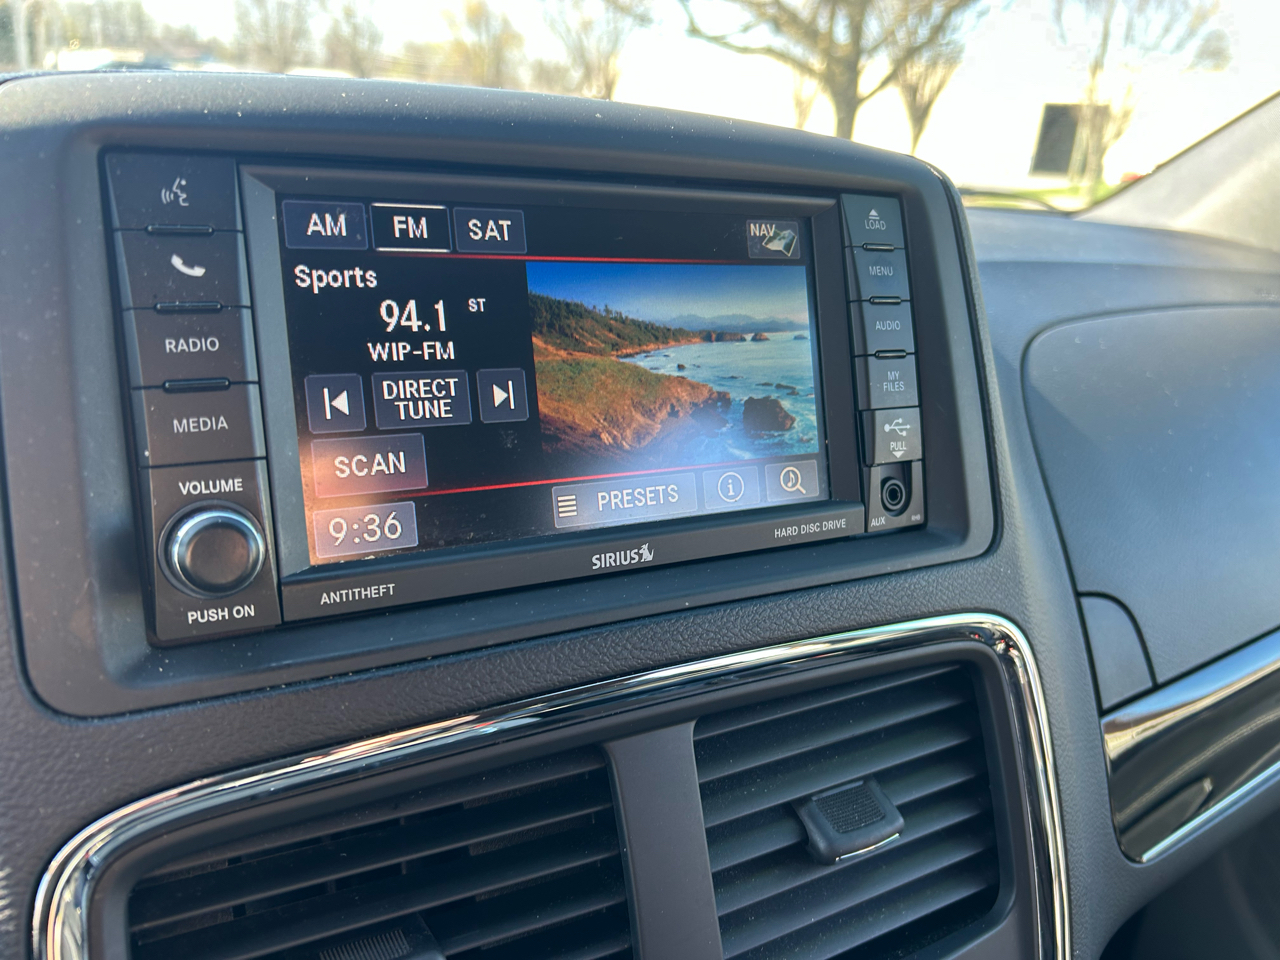 AM FM SAT NAV
Sports
94.1 ST
WIP-FM
DIRECT
TUNE
SCAN
9:36
PRESETS
RADIO
MEDIA
VOLUME
PUSH ON
LOAD
MENU
AUDIO
MY
FILES
PULL
AUX
ANTITHEFT
SIRIUS
HARD DISC DRIVE